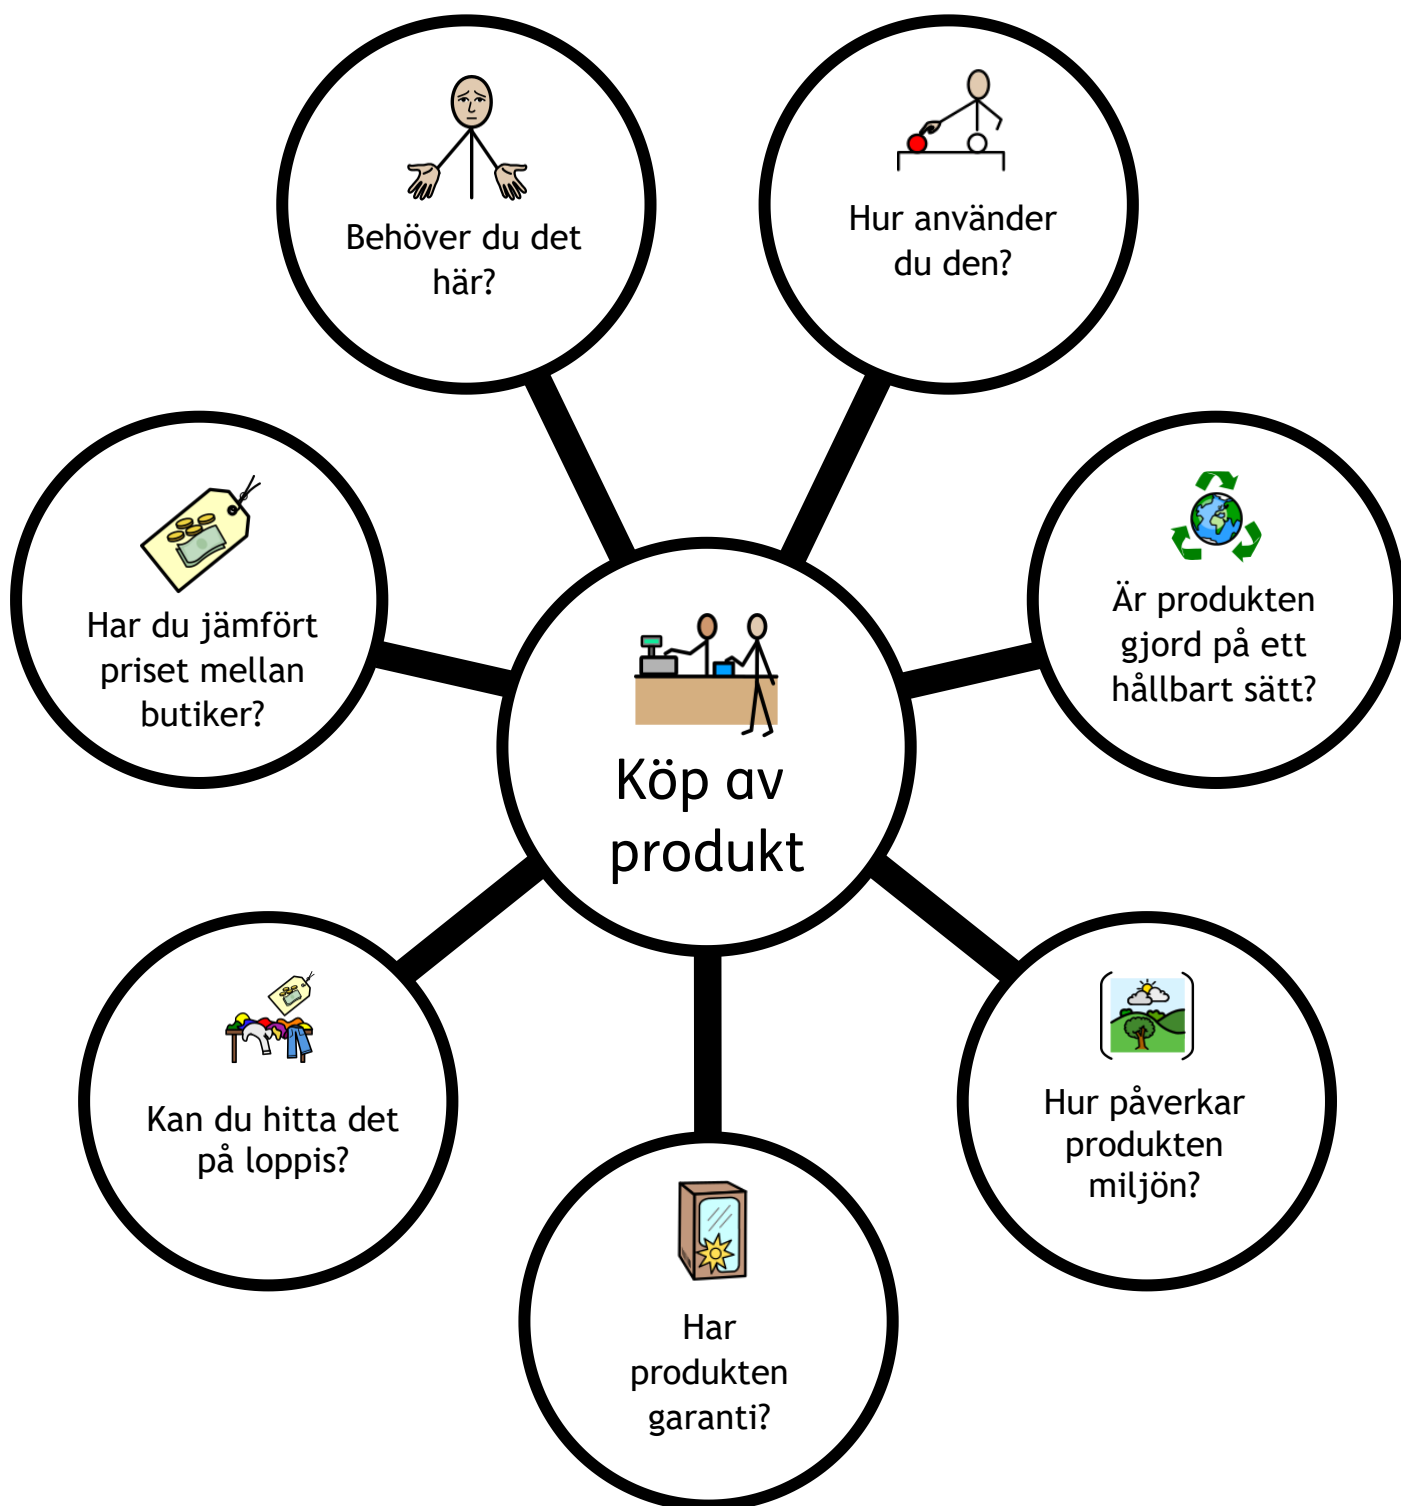 Behöver du det
här?
Hur använder
du den?
Har du jämfört
priset mellan
butiker?
Är produkten
gjord på ett
hållbart sätt?
Köp av
produkt
Kan du hitta det
på loppis?
Hur påverkar
produkten
miljön?
Har
produkten
garanti?